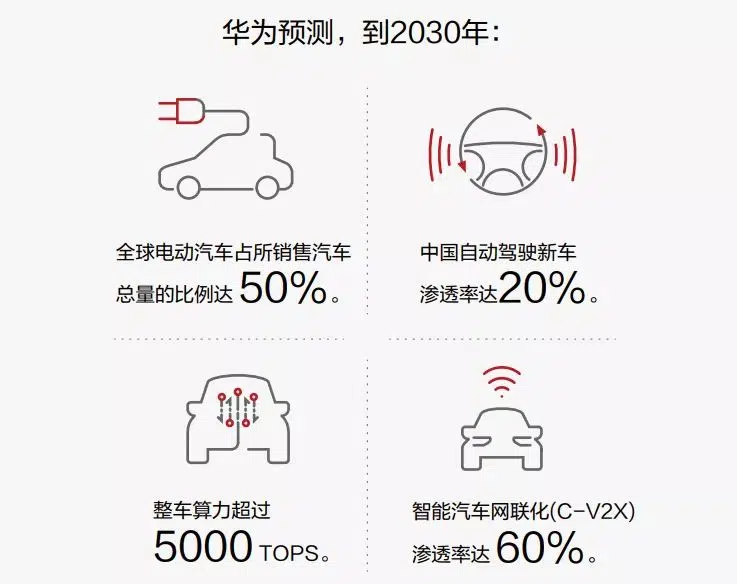 华为预测，到2030年：
全球电动汽车占所销售汽车
总量的比例达 50%。
中国自动驾驶新车
渗透率达20%。
整车算力超过
5000 TOPS。
智能汽车网联化(C-V2X)
渗透率达 60%。